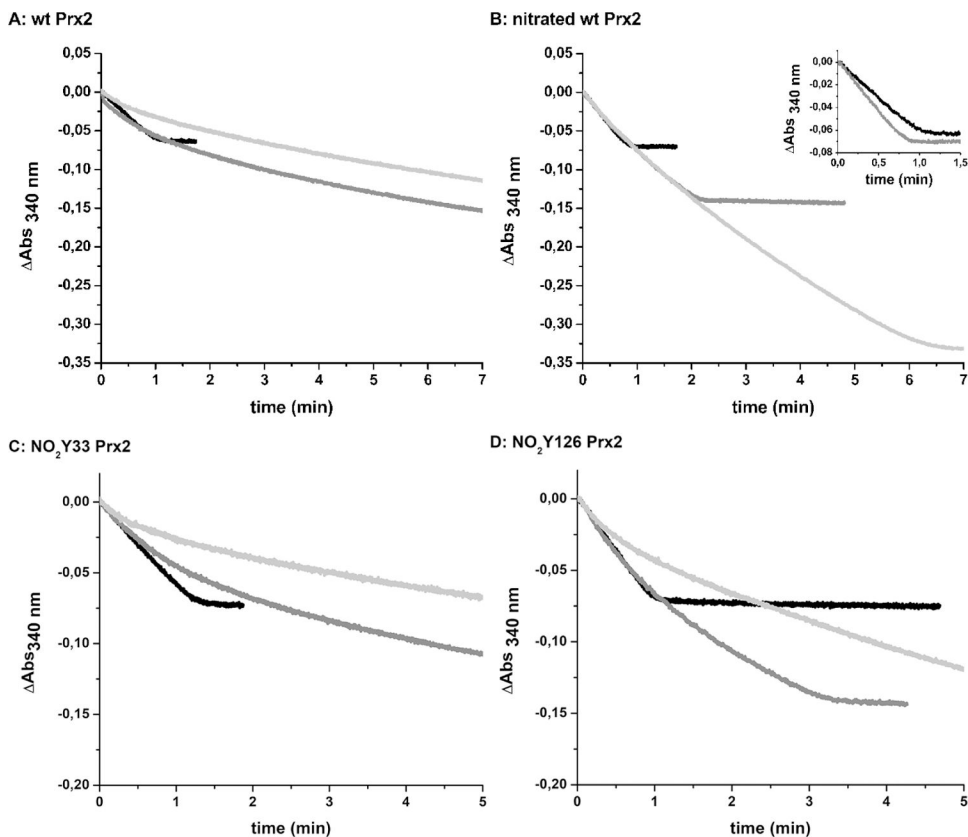 A: wt Prx2
0,05
0,00
-0,05
-0,10
-0,15
-0,20
-0,25
-0,30
-0,35
ΔAbs 340 nm
0 1 2 3 4 5 6 7
time (min)
B: nitrated wt Prx2
0,05
0,00
-0,05
-0,10
-0,15
-0,20
-0,25
-0,30
-0,35
ΔAbs 340 nm
0 1 2 3 4 5 6 7
time (min)
0,00
-0,02
-0,04
-0,06
-0,08
ΔAbs 340 nm
0,0 0,5 1,0 1,5
time (min)
C: NO₂Y33 Prx2
0,00
-0,05
-0,10
-0,15
-0,20
ΔAbs340 nm
0 1 2 3 4 5
time (min)
D: NO₂Y126 Prx2
0,00
-0,05
-0,10
-0,15
-0,20
ΔAbs 340 nm
0 1 2 3 4 5
time (min)